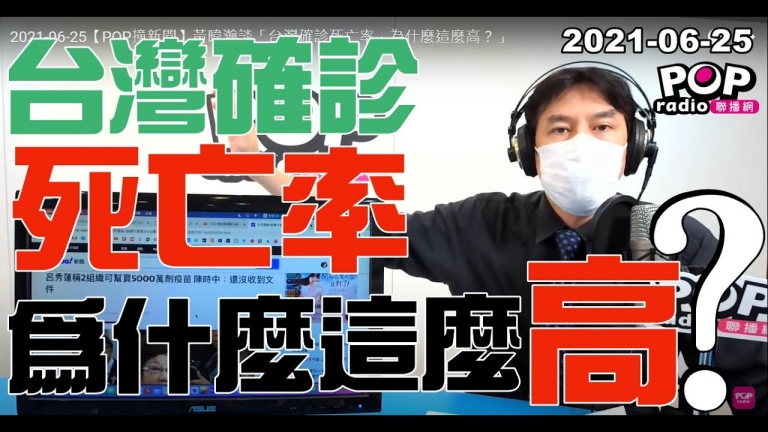 2021-06-25【POP撞新聞】黃暐瀚談「台灣確診死亡率，為什麼這麼高？」
2021-06-25
POP
radio 聯播網
台灣確診
死亡率
為什麼這麼高？
呂秀蓮稱2組織可幫買5000萬劑疫苗 陳時中：還沒收到文
件
ASUS
POP
radio
聯播網
POP
radio